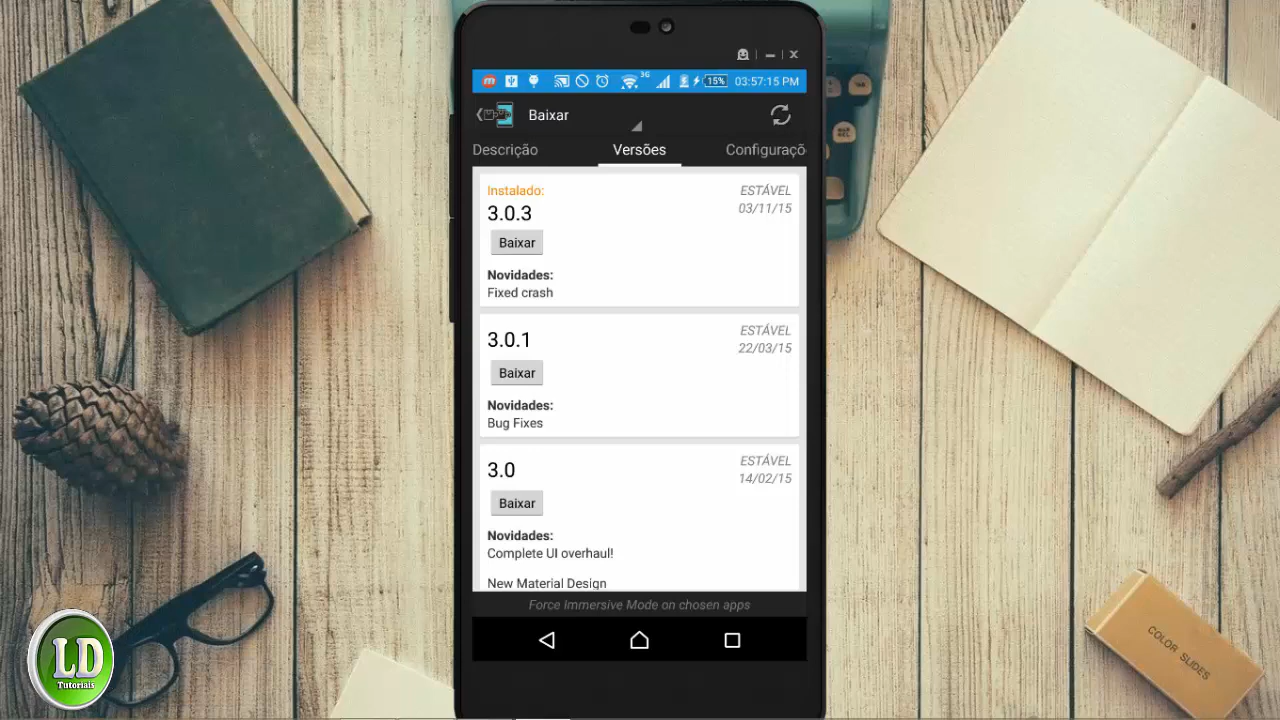 3G
15%
03:57:15 PM
Baixar
Descrição
Versões
Configuraçõ
Instalado:
ESTÁVEL
3.0.3
03/11/15
Baixar
Novidades:
Fixed crash
ESTÁVEL
3.0.1
22/03/15
Baixar
Novidades:
Bug Fixes
ESTÁVEL
3.0
14/02/15
Baixar
Novidades:
Complete UI overhaul!
New Material Design
Force Immersive Mode on chosen apps
COLOR SLIDES
LD
Tutoriais